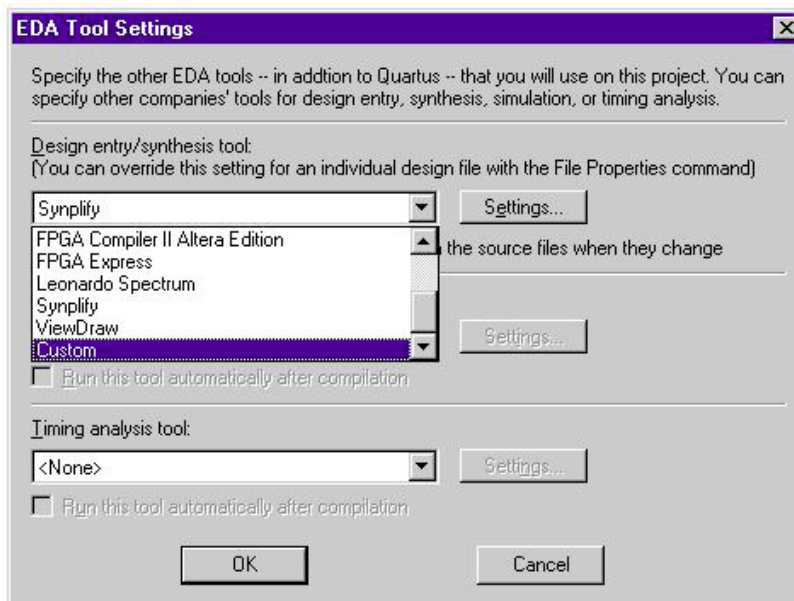 EDA Tool Settings
Specify the other EDA tools -- in addtion to Quartus -- that you will use on this project. You can
specify other companies' tools for design entry, synthesis, simulation, or timing analysis.
Design entry/synthesis tool:
(You can override this setting for an individual design file with the File Properties command)
Synplify
Settings...
FPGA Compiler II Altera Edition
FPGA Express
the source files when they change
Leonardo Spectrum
Synplify
ViewDraw
Settings...
Custom
Run this tool automatically after compilation
Timing analysis tool:
<None>
Settings...
Run this tool automatically after compilation
OK
Cancel